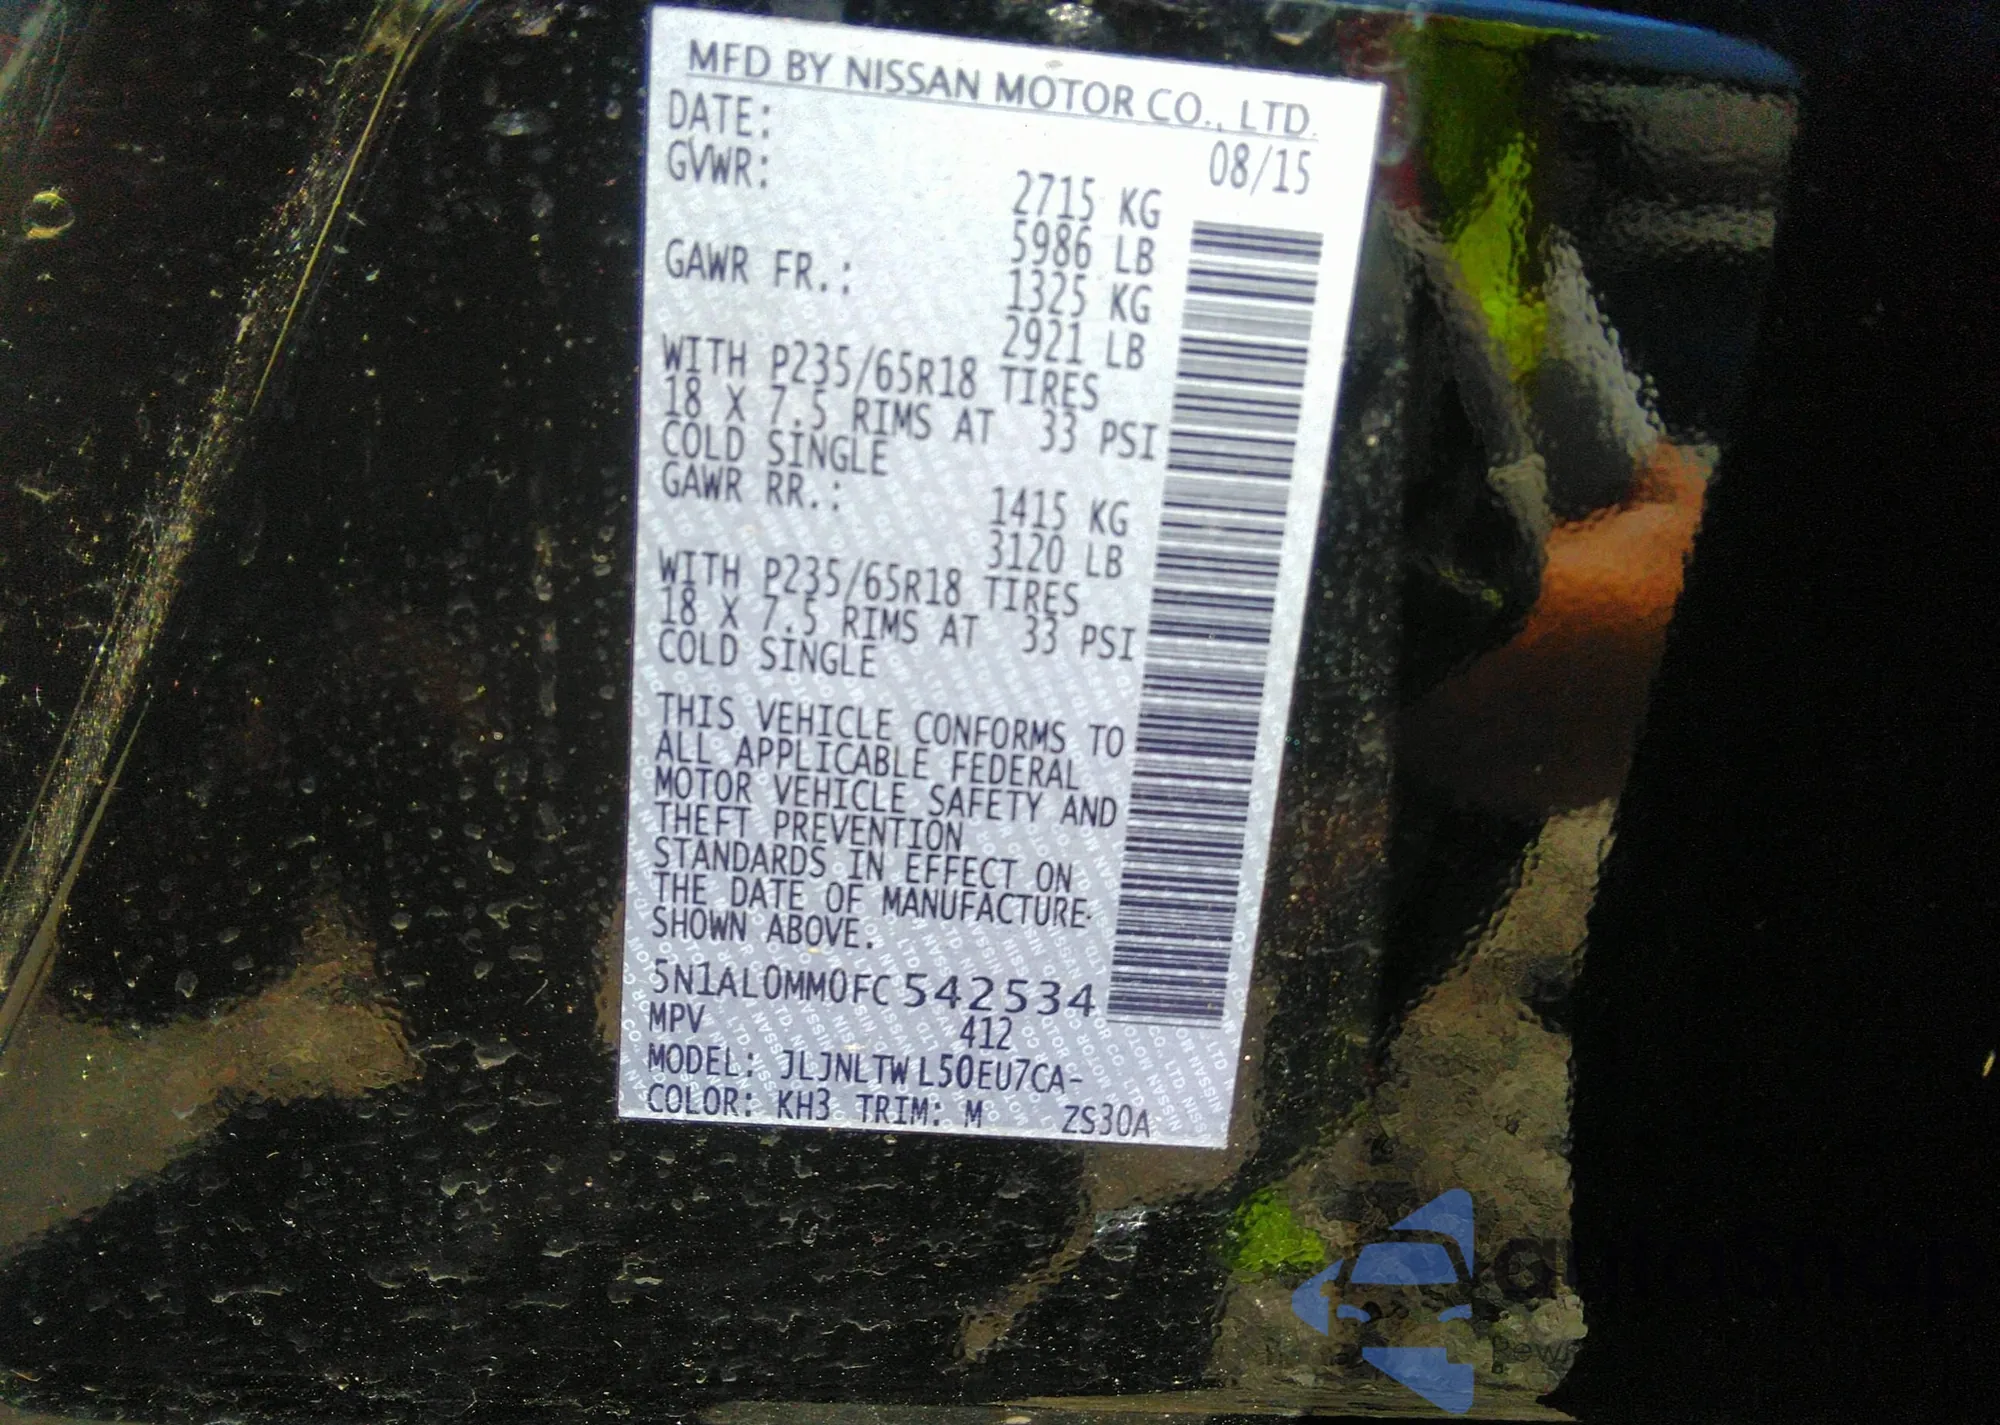 MFD BY NISSAN MOTOR CO., LTD.
DATE: 08/15
GVWR: 2715 KG
5986 LB
GAWR FR.: 1325 KG
2921 LB
WITH P235/65R18 TIRES
18 X 7.5 RIMS AT 33 PSI
COLD SINGLE
GAWR RR.: 1415 KG
3120 LB
WITH P235/65R18 TIRES
18 X 7.5 RIMS AT 33 PSI
COLD SINGLE
THIS VEHICLE CONFORMS TO
ALL APPLICABLE FEDERAL
MOTOR VEHICLE SAFETY AND
THEFT PREVENTION
STANDARDS IN EFFECT ON
THE DATE OF MANUFACTURE
SHOWN ABOVE.
5N1AL0MM0FC542534
MPV 412
MODEL: JLJNLTWL50EU7CA-
COLOR: KH3 TRIM: M ZS30A